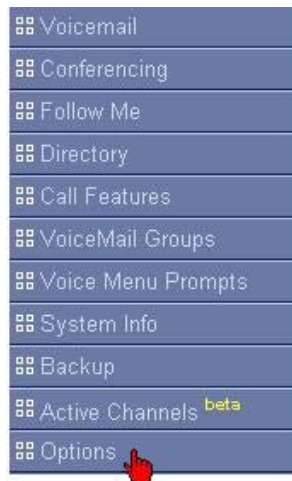 Voicemail
Conferencing
Follow Me
Directory
Call Features
VoiceMail Groups
Voice Menu Prompts
System Info
Backup
Active Channels beta
Options